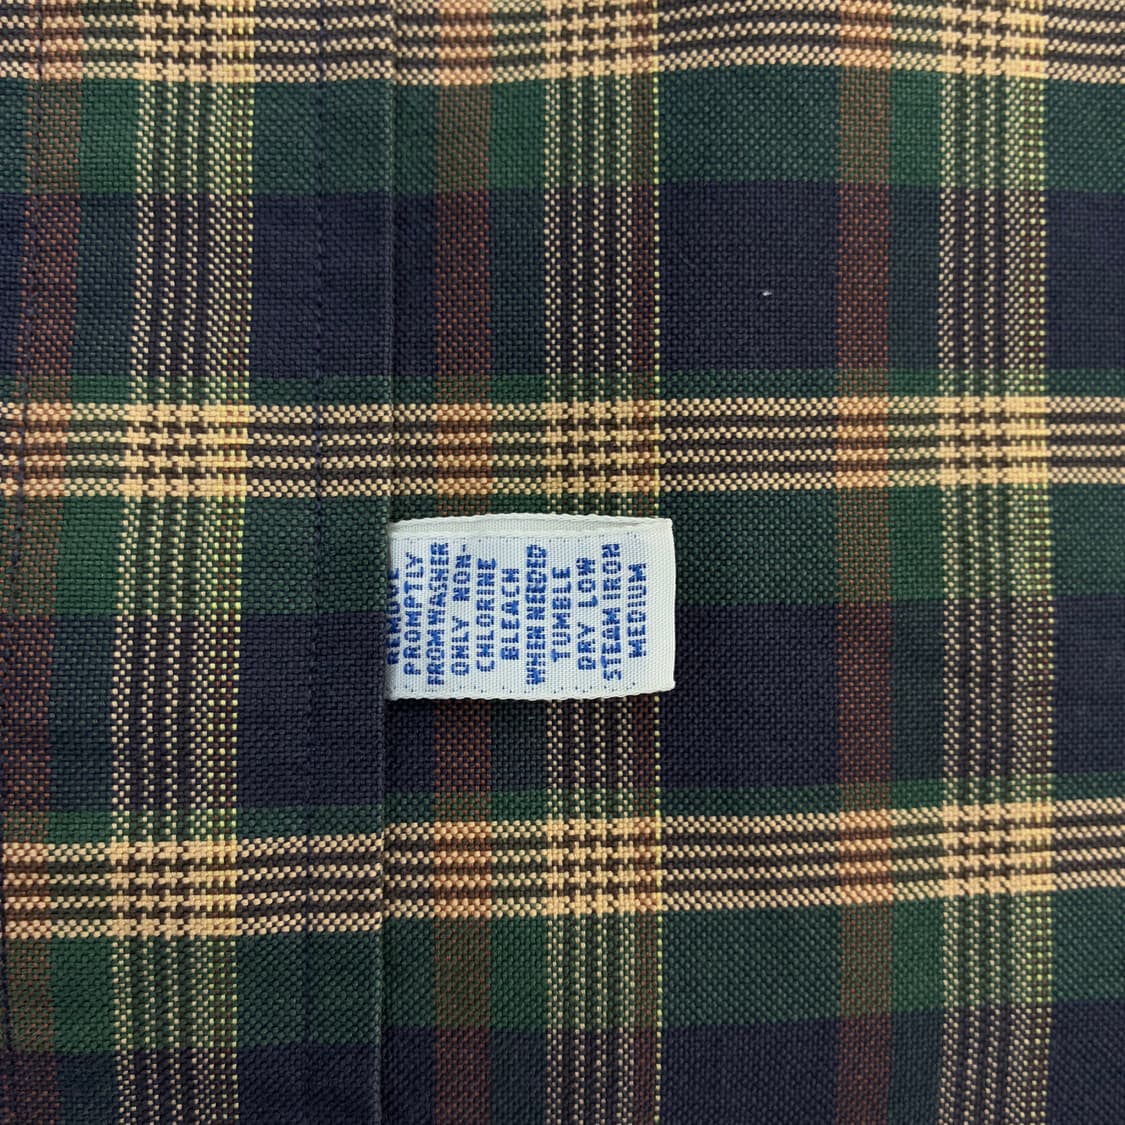 REMOVE
PROMPTLY
FROM WASHER
ONLY NON-
CHLORINE
BLEACH
WHEN NEEDED
TUMBLE
DRY LOW
STEAM IRON
MEDIUM